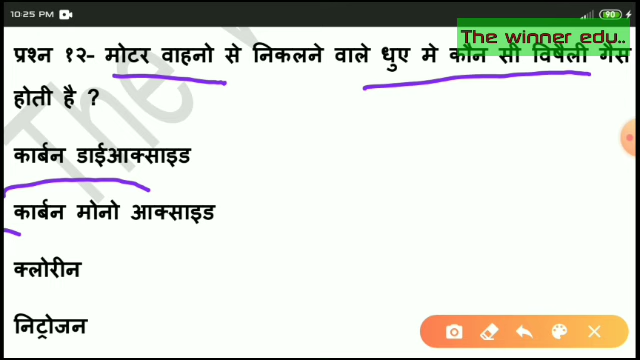 10:25 PM
90
The winner edu..
प्रश्न १२- मोटर वाहनो से निकलने वाले धुए मे कौन सी विषैली गैस
होती है ?
कार्बन डाईआक्साइड
कार्बन मोनो आक्साइड
क्लोरीन
निट्रोजन